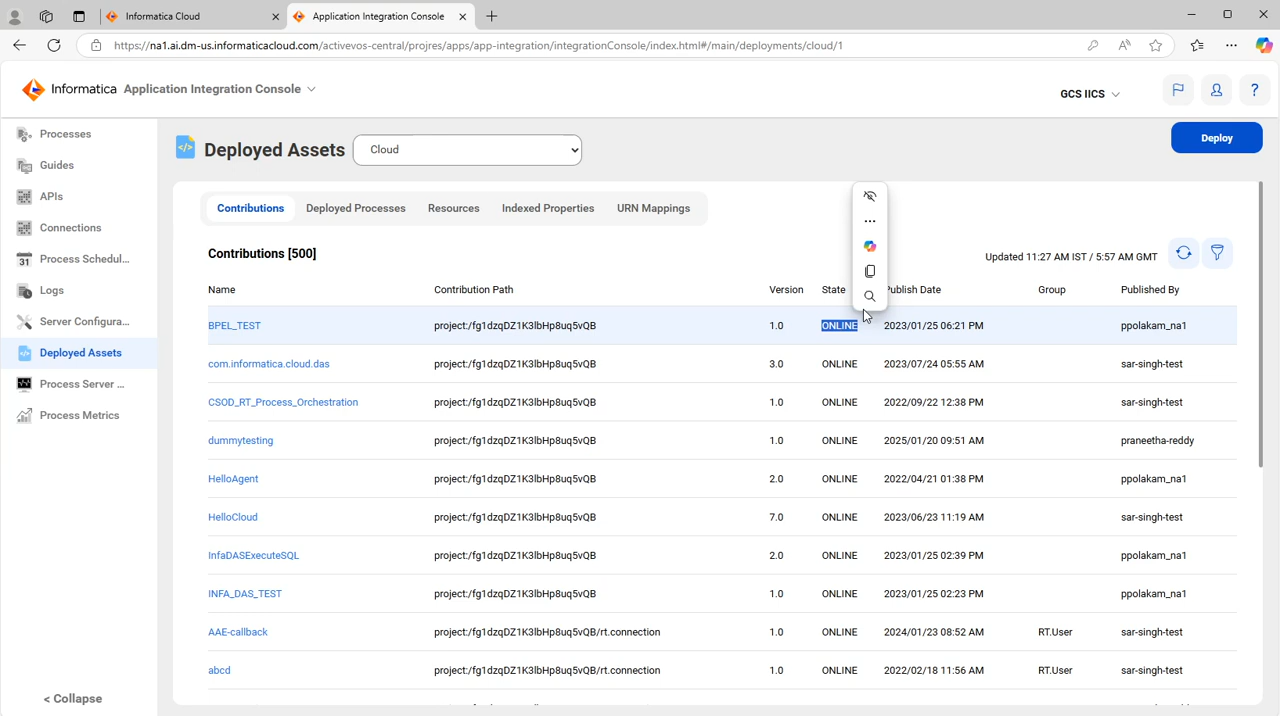 Informatica Cloud
Application Integration Console
https://na1.ai.dm-us.informaticacloud.com/activevos-central/projres/apps/app-integration/integrationConsole/index.html#/main/deployments/cloud/1
Informatica Application Integration Console
GCS IICS
?
Processes
Guides
APIs
Connections
31 Process Schedul...
Logs
Server Configura...
Deployed Assets
Process Server ...
Process Metrics
< Collapse
Deployed Assets
Cloud
Deploy
Contributions Deployed Processes Resources Indexed Properties URN Mappings
Contributions [500]
Updated 11:27 AM IST / 5:57 AM GMT
Name Contribution Path Version State Publish Date Group Published By
BPEL_TEST project:/fg1dzqDZ1K3lbHp8uq5vQB 1.0 ONLINE 2023/01/25 06:21 PM ppolakam_na1
com.informatica.cloud.das project:/fg1dzqDZ1K3lbHp8uq5vQB 3.0 ONLINE 2023/07/24 05:55 AM sar-singh-test
CSOD_RT_Process_Orchestration project:/fg1dzqDZ1K3lbHp8uq5vQB 1.0 ONLINE 2022/09/22 12:38 PM sar-singh-test
dummytesting project:/fg1dzqDZ1K3lbHp8uq5vQB 1.0 ONLINE 2025/01/20 09:51 AM praneetha-reddy
HelloAgent project:/fg1dzqDZ1K3lbHp8uq5vQB 2.0 ONLINE 2022/04/21 01:38 PM ppolakam_na1
HelloCloud project:/fg1dzqDZ1K3lbHp8uq5vQB 7.0 ONLINE 2023/06/23 11:19 AM sar-singh-test
InfaDASExecuteSQL project:/fg1dzqDZ1K3lbHp8uq5vQB 2.0 ONLINE 2023/01/25 02:39 PM ppolakam_na1
INFA_DAS_TEST project:/fg1dzqDZ1K3lbHp8uq5vQB 1.0 ONLINE 2023/01/25 02:23 PM ppolakam_na1
AAE-callback project:/fg1dzqDZ1K3lbHp8uq5vQB/rt.connection 1.0 ONLINE 2024/01/23 08:52 AM RT.User sar-singh-test
abcd project:/fg1dzqDZ1K3lbHp8uq5vQB/rt.connection 1.0 ONLINE 2022/02/18 11:56 AM RT.User sar-singh-test